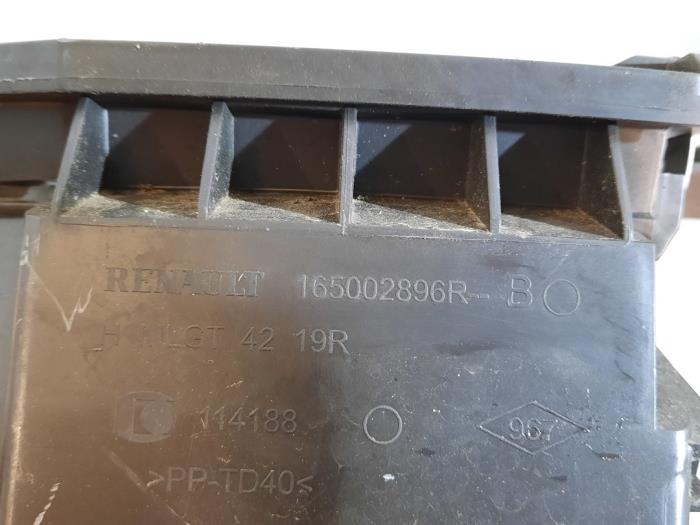 RENAULT 165002896R-- B
LGT 42 19R
114188
967
>PP-TD40<